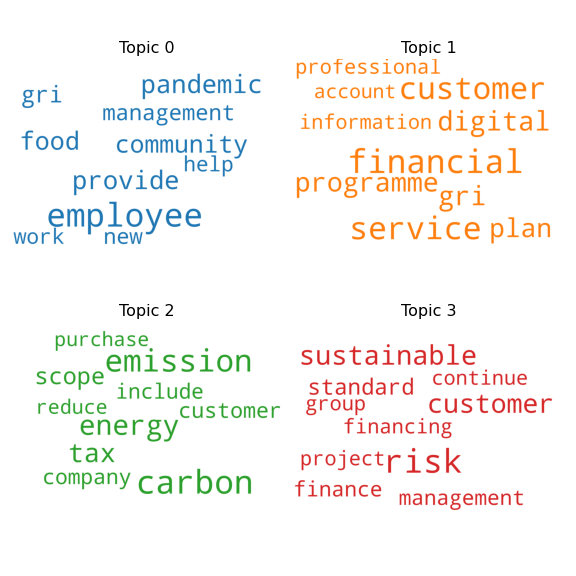 Topic 0
pandemic
gri
management
food
community
help
provide
employee
work
new
Topic 1
professional
customer
account
information
digital
financial
programme
gri
service
plan
Topic 2
purchase
emission
scope
include
reduce
customer
energy
tax
company
carbon
Topic 3
sustainable
continue
standard
group
customer
financing
project
risk
finance
management